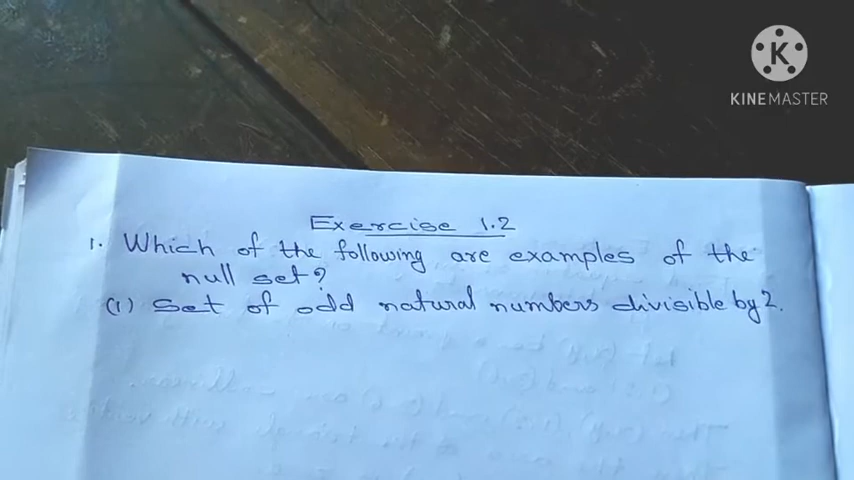 KINEMASTER
Exercise 1.2
1. Which of the following are examples of the
null set?
(1) Set of odd natural numbers divisible by 2.